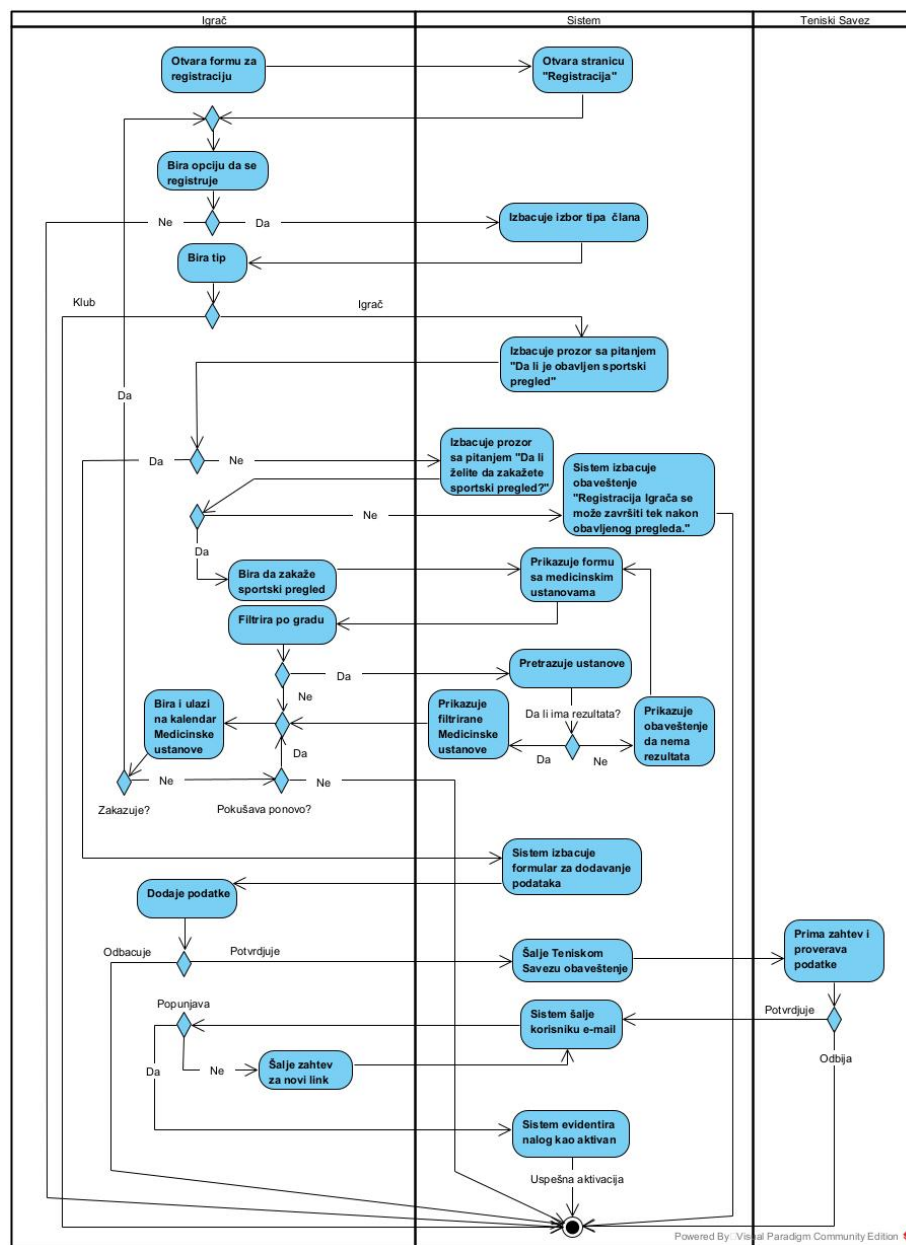 Igrač
Sistem
Teniski Savez
Otvara formu za
registraciju
Otvara stranicu
"Registracija"
Bira opciju da se
registruje
Ne
Da
Izbacuje izbor tipa člana
Bira tip
Klub
Igrač
Izbacuje prozor sa pitanjem
"Da li je obavljen sportski
pregled"
Da
Da
Ne
Izbacuje prozor
sa pitanjem "Da li
želite da zakažete
sportski pregled?"
Sistem izbacuje
obaveštenje
"Registracija Igrača se
može završiti tek nakon
obavljenog pregleda."
Ne
Da
Bira da zakaže
sportski pregled
Prikazuje formu
sa medicinskim
ustanovama
Filtrira po gradu
Da
Pretrazuje ustanove
Ne
Bira i ulazi
na kalendar
Medicinske
ustanove
Prikazuje
filtrirane
Medicinske
ustanove
Da li ima rezultata?
Prikazuje
obaveštenje
da nema
rezultata
Da
Da
Ne
Ne
Ne
Zakazuje?
Pokušava ponovo?
Sistem izbacuje
formular za dodavanje
podataka
Dodaje podatke
Odbacuje
Potvrdjuje
Šalje Teniskom
Savezu obaveštenje
Prima zahtev i
proverava
podatke
Popunjava
Sistem šalje
korisniku e-mail
Potvrdjuje
Odbija
Da
Ne
Šalje zahtev
za novi link
Sistem evidentira
nalog kao aktivan
Uspešna aktivacija
Powered By Visual Paradigm Community Edition